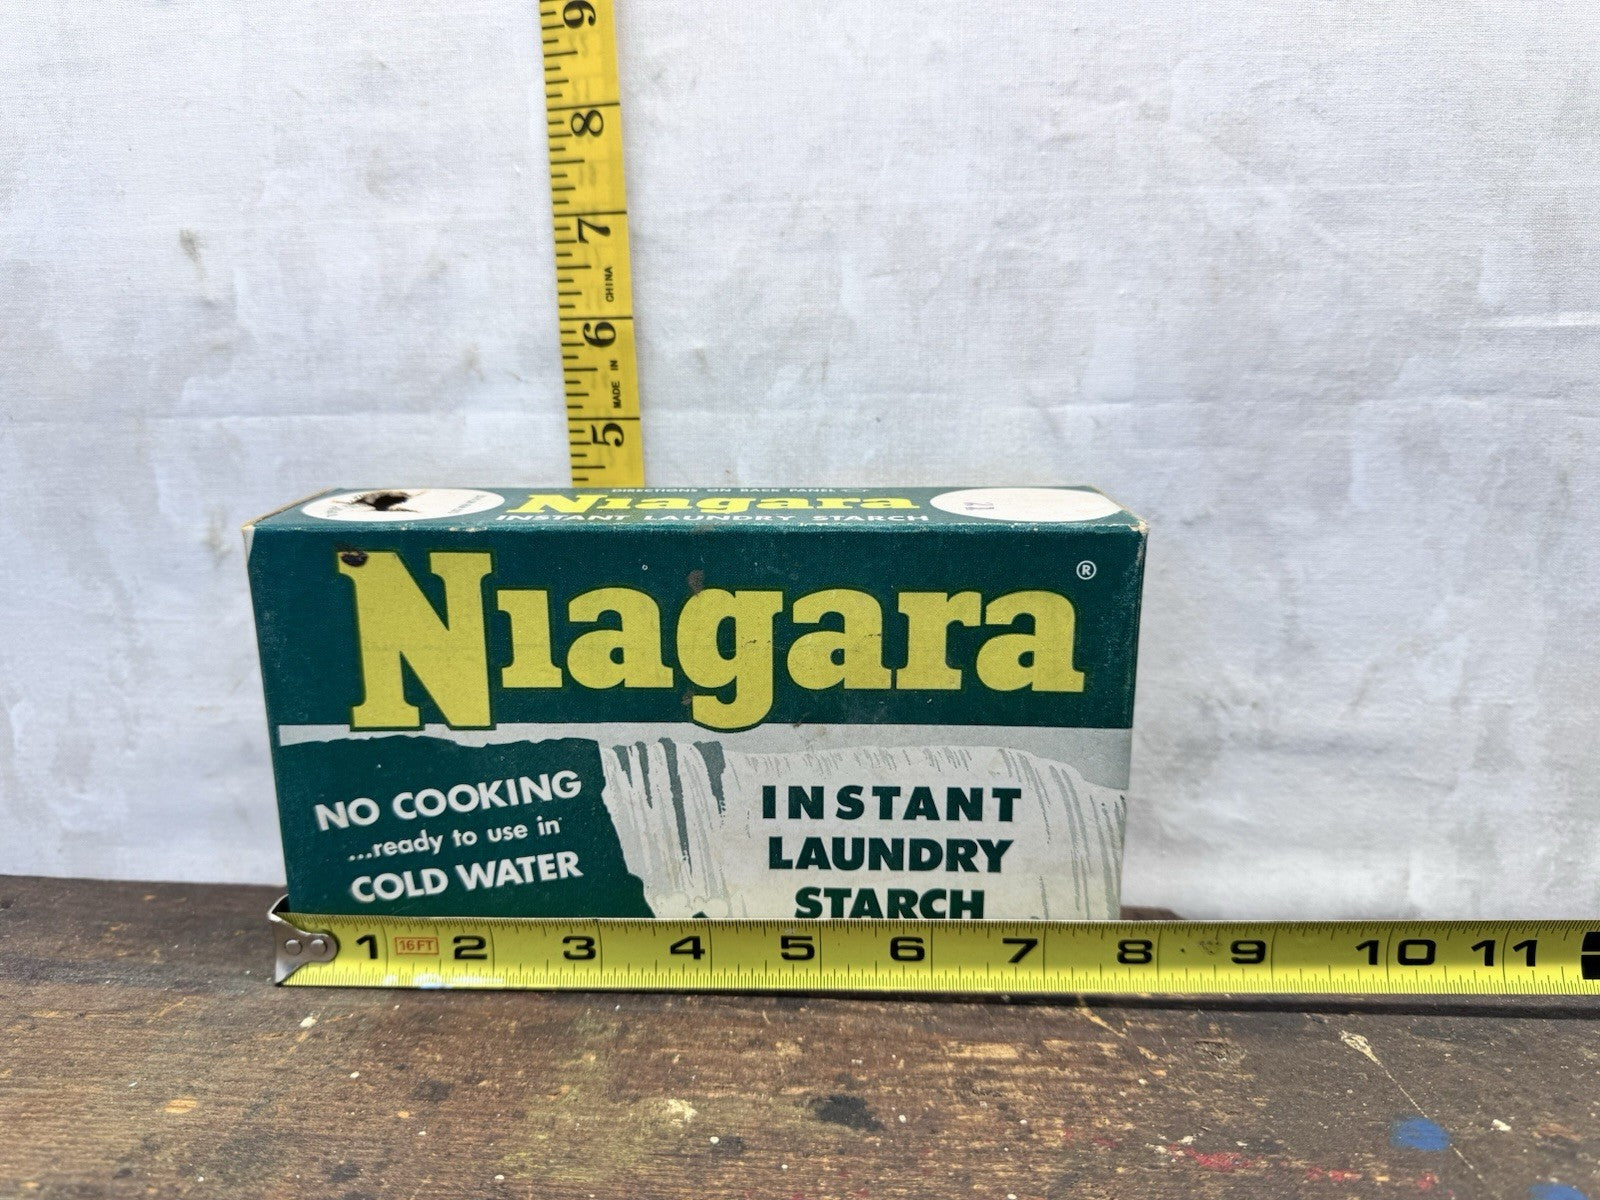 9
8
7
6
MADE IN CHINA
5
DIRECTIONS ON BACK PANEL
Niagara
INSTANT LAUNDRY STARCH
Niagara®
NO COOKING
...ready to use in
COLD WATER
INSTANT
LAUNDRY
STARCH
1 16FT 2 3 4 5 6 7 8 9 10 11